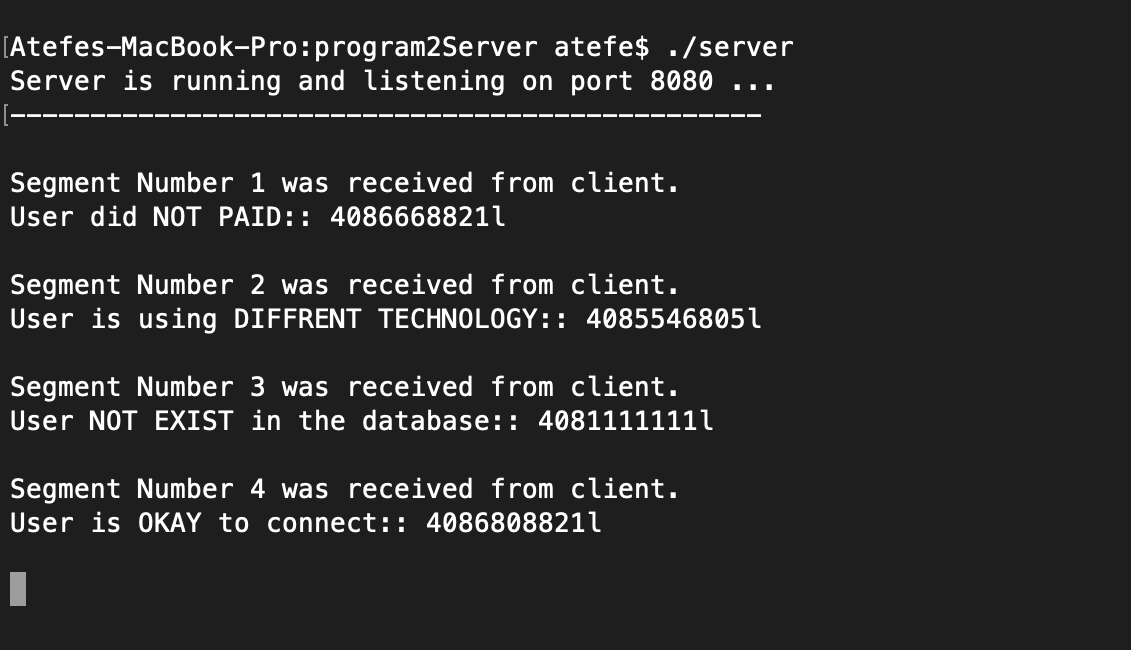 [Atefes-MacBook-Pro:program2Server atefe$ ./server
Server is running and listening on port 8080 ...
[-----------------------------------------------
Segment Number 1 was received from client.
User did NOT PAID:: 4086668821l
Segment Number 2 was received from client.
User is using DIFFRENT TECHNOLOGY:: 4085546805l
Segment Number 3 was received from client.
User NOT EXIST in the database:: 4081111111l
Segment Number 4 was received from client.
User is OKAY to connect:: 4086808821l